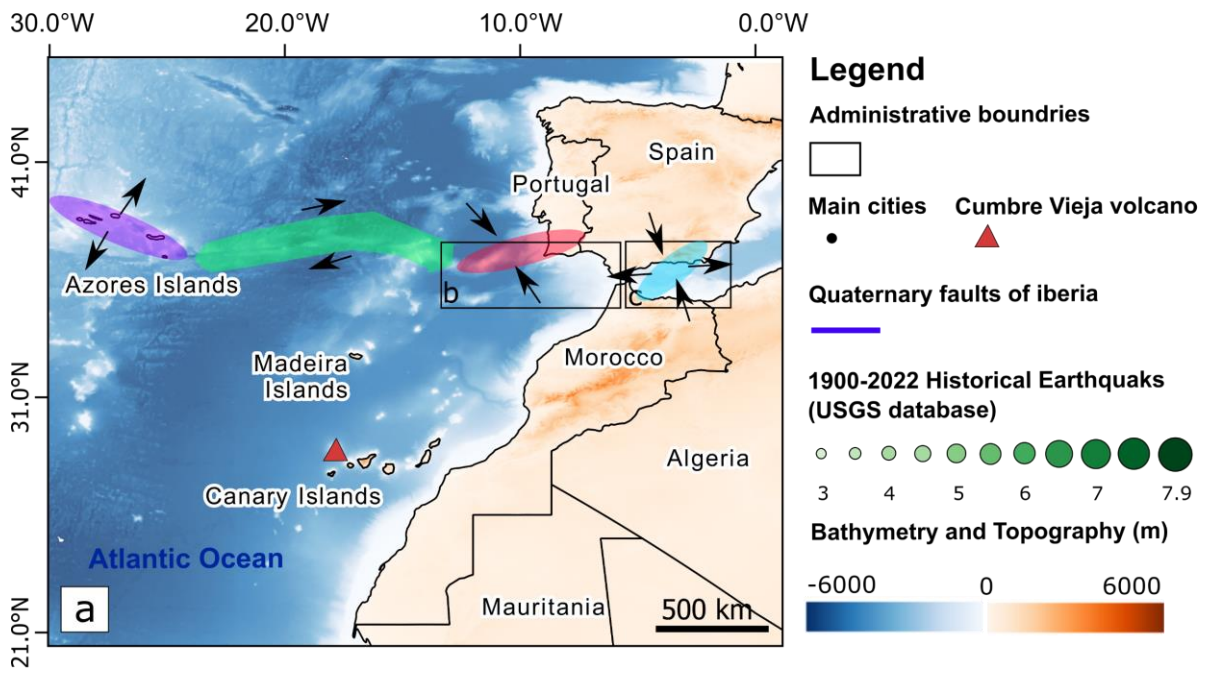 30.0°W 20.0°W 10.0°W 0.0°W
41.0°N
31.0°N
21.0°N
Spain
Portugal
Azores Islands
b
c
Madeira
Islands
Morocco
Algeria
Canary Islands
Atlantic Ocean
Mauritania
a
500 km
Legend
Administrative boundries
Main cities Cumbre Vieja volcano
Quaternary faults of iberia
1900-2022 Historical Earthquaks
(USGS database)
3 4 5 6 7 7.9
Bathymetry and Topography (m)
-6000 0 6000